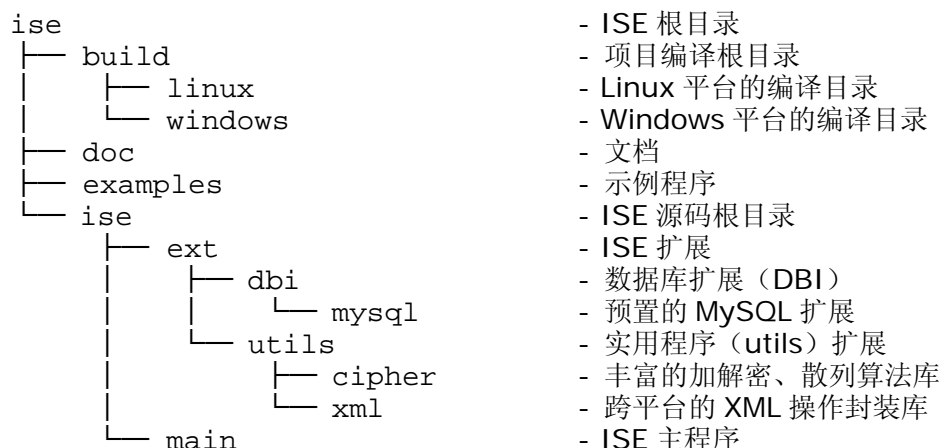 ise - ISE 根目录
├── build - 项目编译根目录
│   ├── linux - Linux 平台的编译目录
│   └── windows - Windows 平台的编译目录
├── doc - 文档
├── examples - 示例程序
└── ise - ISE 源码根目录
    ├── ext - ISE 扩展
    │   ├── dbi - 数据库扩展（DBI）
    │   │   └── mysql - 预置的 MySQL 扩展
    │   └── utils - 实用程序（utils）扩展
    │       ├── cipher - 丰富的加解密、散列算法库
    │       └── xml - 跨平台的 XML 操作封装库
    └── main - ISE 主程序